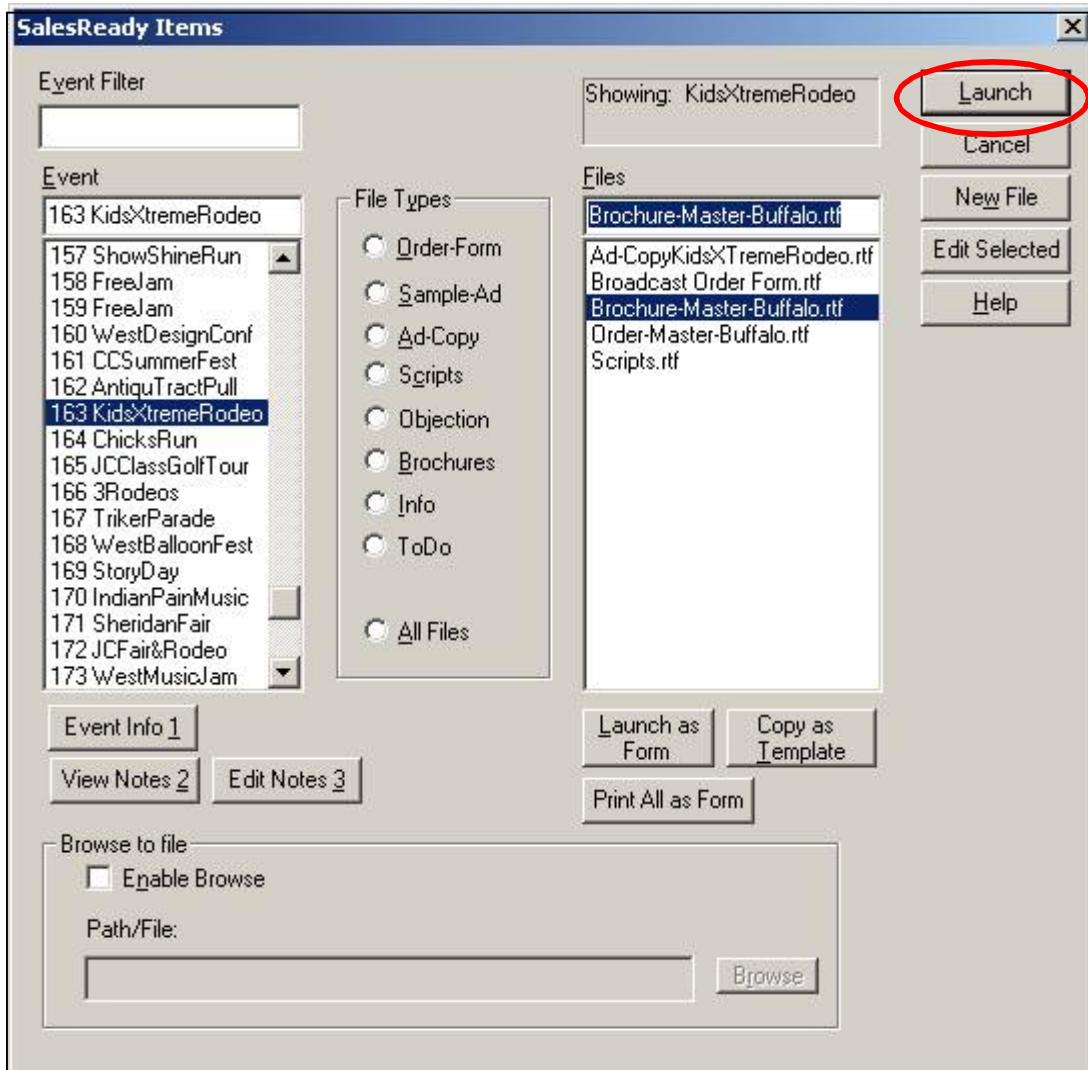 SalesReady Items
Event Filter
Showing: KidsXtremeRodeo
Launch
Cancel
New File
Edit Selected
Help
Event
163 KidsXtremeRodeo
157 ShowShineRun
158 FreeJam
159 FreeJam
160 WestDesignConf
161 CCSummerFest
162 AntiquTractPull
163 KidsXtremeRodeo
164 ChicksRun
165 JCClassGolfTour
166 3Rodeos
167 TrikerParade
168 WestBalloonFest
169 StoryDay
170 IndianPainMusic
171 SheridanFair
172 JCFair&Rodeo
173 WestMusicJam
File Types
Order-Form
Sample-Ad
Ad-Copy
Scripts
Objection
Brochures
Info
ToDo
All Files
Files
Brochure-Master-Buffalo.rtf
Ad-CopyKidsXTremeRodeo.rtf
Broadcast Order Form.rtf
Brochure-Master-Buffalo.rtf
Order-Master-Buffalo.rtf
Scripts.rtf
Event Info 1
View Notes 2
Edit Notes 3
Launch as
Form
Copy as
Template
Print All as Form
Browse to file
Enable Browse
Path/File:
Browse